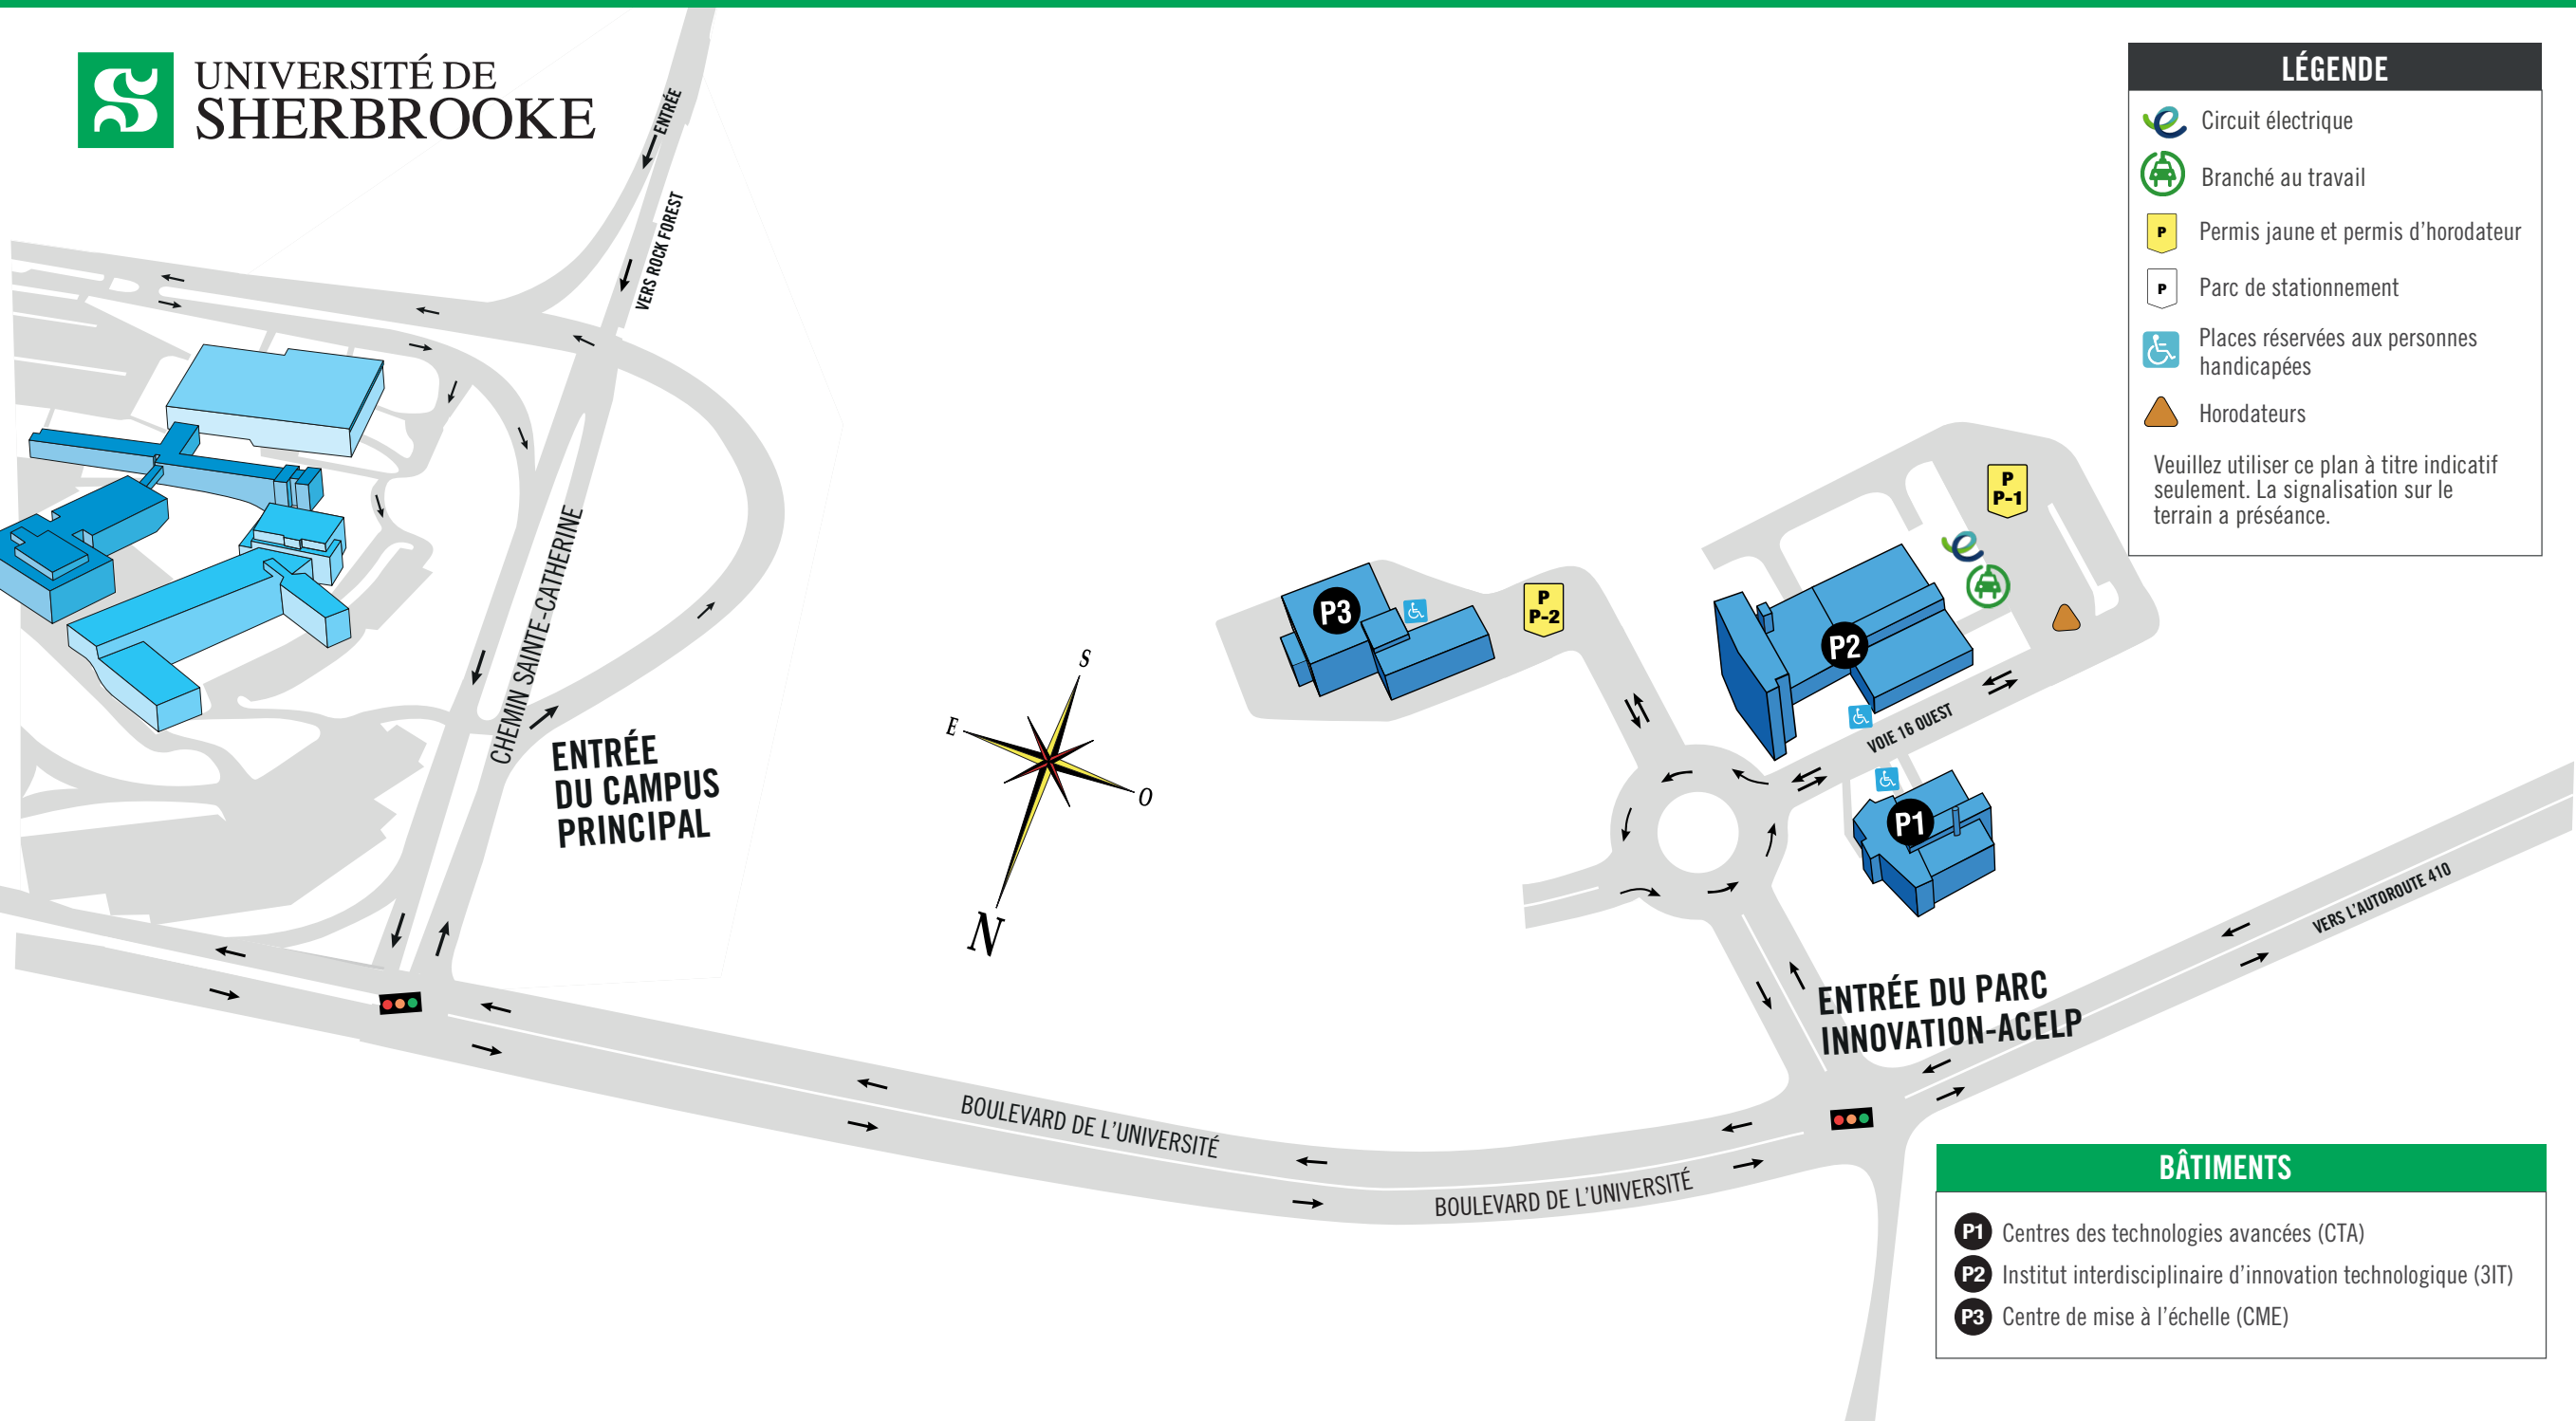 UNIVERSITÉ DE
SHERBROOKE
ENTRÉE
VERS ROCK FOREST
CHEMIN SAINTE-CATHERINE
ENTRÉE
DU CAMPUS
PRINCIPAL
S
E
O
N
P3
P
P-2
P
P-1
P2
VOIE 16 OUEST
P1
VERS L'AUTOROUTE 410
ENTRÉE DU PARC
INNOVATION-ACELP
BOULEVARD DE L'UNIVERSITÉ
BOULEVARD DE L'UNIVERSITÉ
LÉGENDE
Circuit électrique
Branché au travail
P Permis jaune et permis d'horodateur
P Parc de stationnement
Places réservées aux personnes
handicapées
Horodateurs
Veuillez utiliser ce plan à titre indicatif
seulement. La signalisation sur le
terrain a préséance.
BÂTIMENTS
P1 Centres des technologies avancées (CTA)
P2 Institut interdisciplinaire d'innovation technologique (3IT)
P3 Centre de mise à l'échelle (CME)